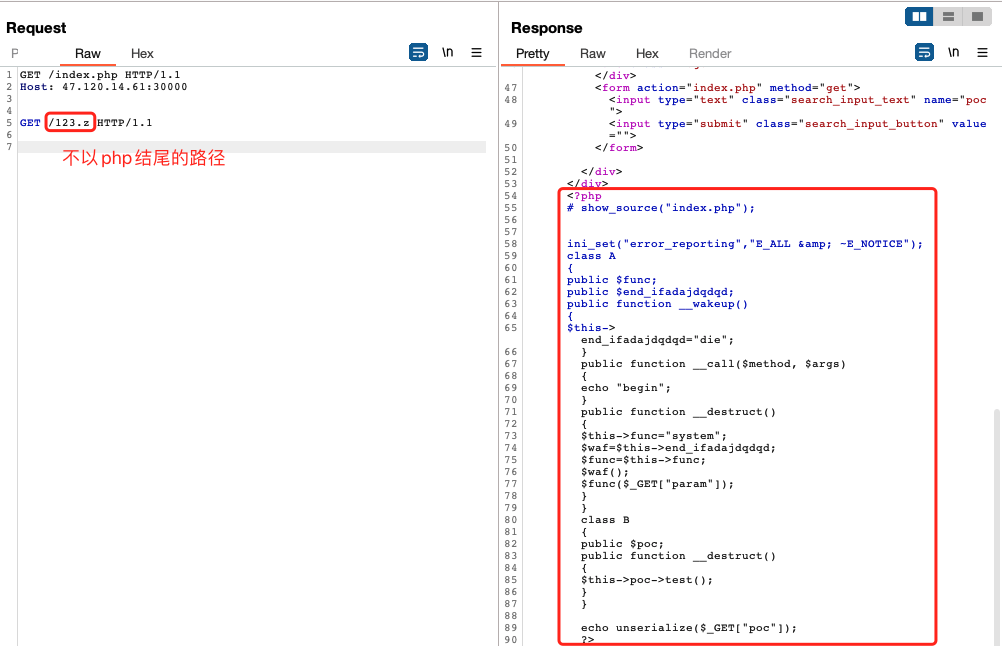 Request
P Raw Hex \n
1 GET /index.php HTTP/1.1
2 Host: 47.120.14.61:30000
3
4
5 GET /123.z HTTP/1.1
6
7
不以php结尾的路径
Response
Pretty Raw Hex Render \n
</div>
47 <form action="index.php" method="get">
48 <input type="text" class="search_input_text" name="poc
">
49 <input type="submit" class="search_input_button" value
="">
50 </form>
51
52 </div>
53 </div>
54 <?php
55 # show_source("index.php");
56
57
58 ini_set("error_reporting","E_ALL &amp; ~E_NOTICE");
59 class A
60 {
61 public $func;
62 public $end_ifadajdqdqd;
63 public function __wakeup()
64 {
65 $this->
end_ifadajdqdqd="die";
66 }
67 public function __call($method, $args)
68 {
69 echo "begin";
70 }
71 public function __destruct()
72 {
73 $this->func="system";
74 $waf=$this->end_ifadajdqdqd;
75 $func=$this->func;
76 $waf();
77 $func($_GET["param"]);
78 }
79 }
80 class B
81 {
82 public $poc;
83 public function __destruct()
84 {
85 $this->poc->test();
86 }
87 }
88
89 echo unserialize($_GET["poc"]);
90 ?>